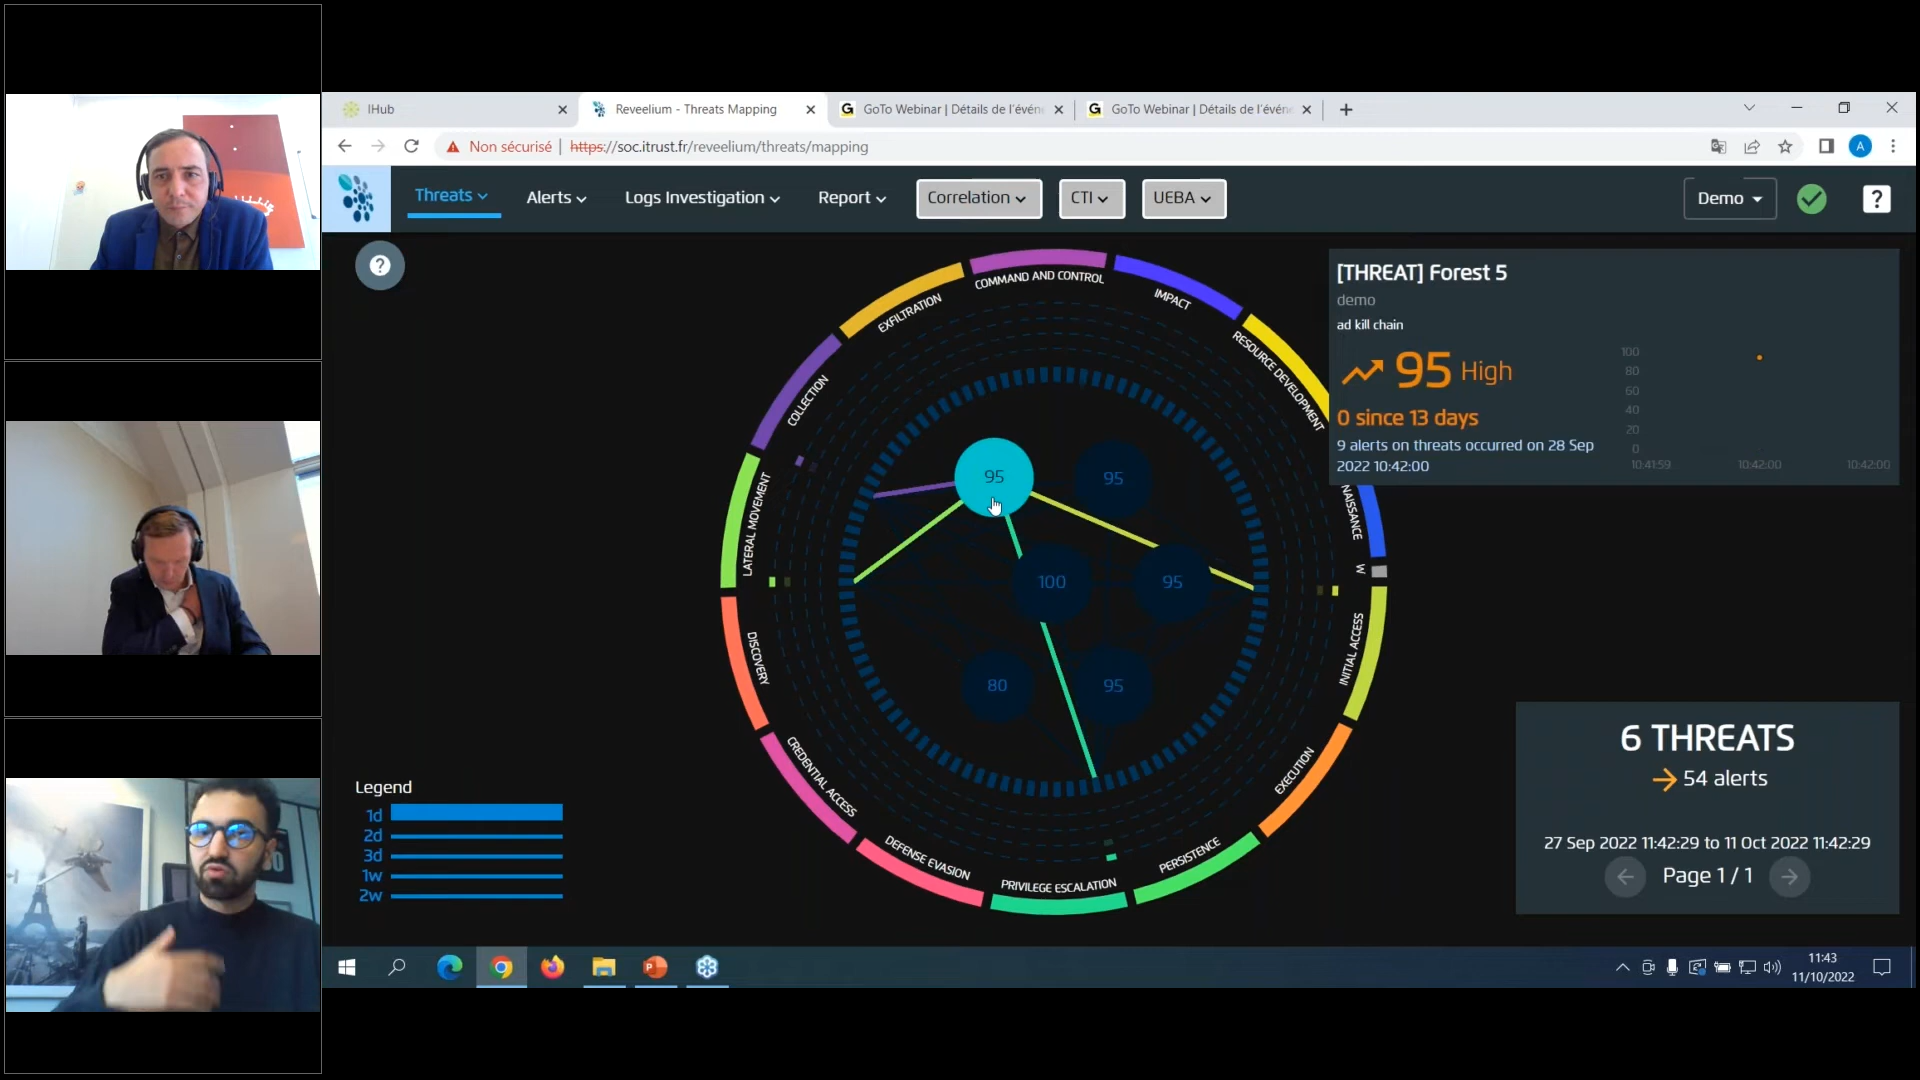 IHub
Reveelium - Threats Mapping
GoTo Webinar | Détails de l'évén
GoTo Webinar | Détails de l'évén
Non sécurisé | https://soc.itrust.fr/reveelium/threats/mapping
A
Threats
Alerts
Logs Investigation
Report
Correlation
CTI
UEBA
Demo
?
?
COMMAND AND CONTROL
IMPACT
RESOURCE DEVELOPMENT
NAISSANCE
W
INITIAL ACCESS
EXECUTION
PERSISTENCE
PRIVILEGE ESCALATION
DEFENSE EVASION
CREDENTIAL ACCESS
DISCOVERY
LATERAL MOVEMENT
COLLECTION
EXFILTRATION
95
95
100
95
80
95
[THREAT] Forest 5
demo
ad kill chain
95 High
0 since 13 days
9 alerts on threats occurred on 28 Sep
2022 10:42:00
100
80
60
40
20
0
10:41:59
10:42:00
10:42:00
Legend
1d
2d
3d
1w
2w
6 THREATS
54 alerts
27 Sep 2022 11:42:29 to 11 Oct 2022 11:42:29
Page 1 / 1
11:43
11/10/2022